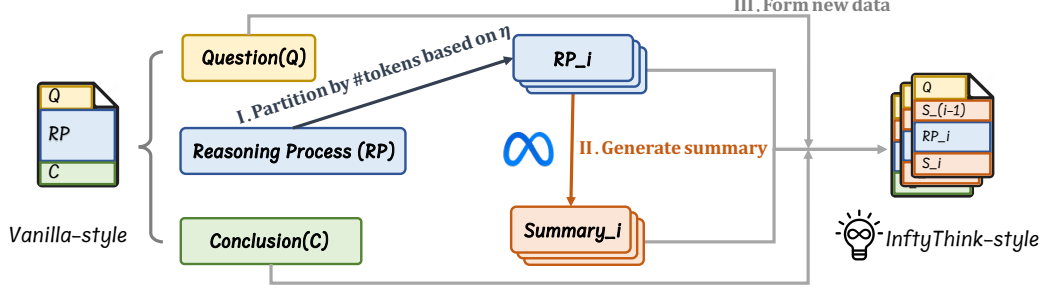 III. Form new data
Question(Q)
I. Partition by #tokens based on η
RP_i
Q
RP
C
Reasoning Process (RP)
II. Generate summary
Q
S_(i-1)
RP_i
S_i
Vanilla-style
Conclusion(C)
Summary_i
InftyThink-style